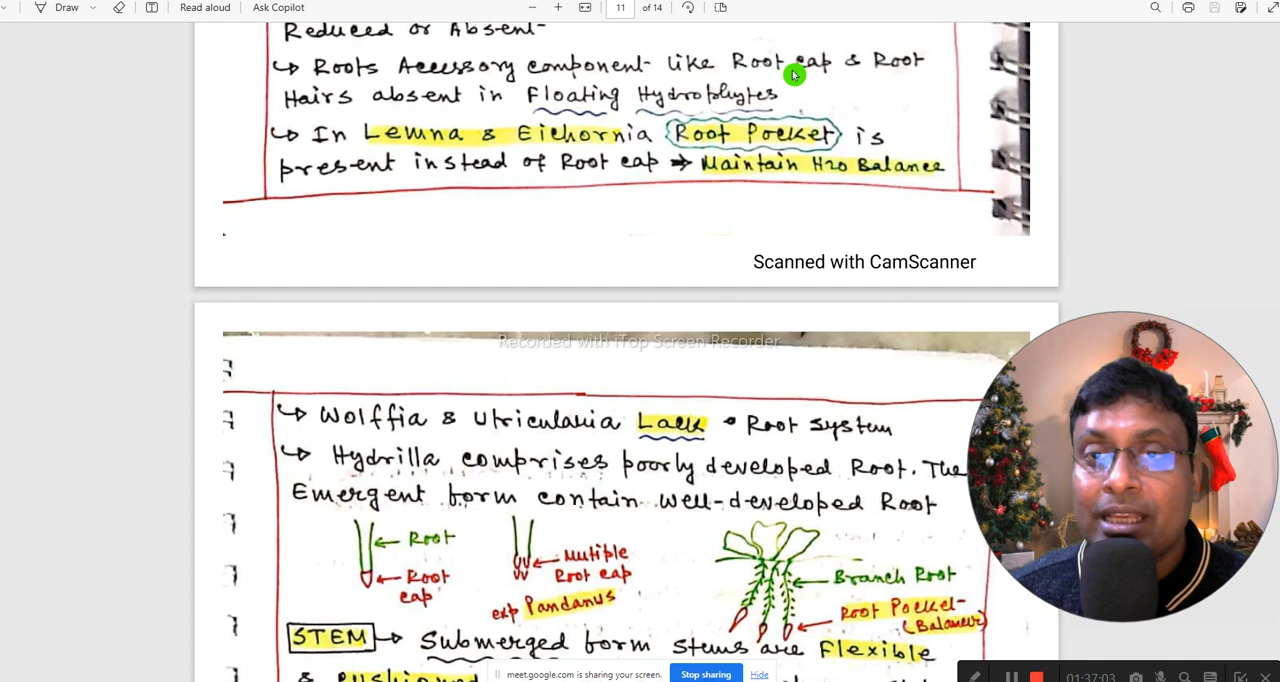 Draw
Read aloud
Ask Copilot
11
of 14
Reduced or Absent-
↳ Roots Accessory component like Root cap & Root
Hairs absent in Floating Hydrophytes
↳ In Lemna & Eichornia Root Pocket is
present instead of Root cap → Maintain H2O Balance
Scanned with CamScanner
Recorded with iTop Screen Recorder
↳ Wolffia & Utricularia Lack • Root system
↳ Hydrilla comprises poorly developed Root. The
Emergent form contain well-developed Root
← Root
← Root
cap
← Mutiple
Root cap
exp Pandanus
← Branch Root
← Root Pocket-
(Balancer)
STEM → Submerged form stems are Flexible
&
meet.google.com is sharing your screen.
Stop sharing
Hide
01:37:03